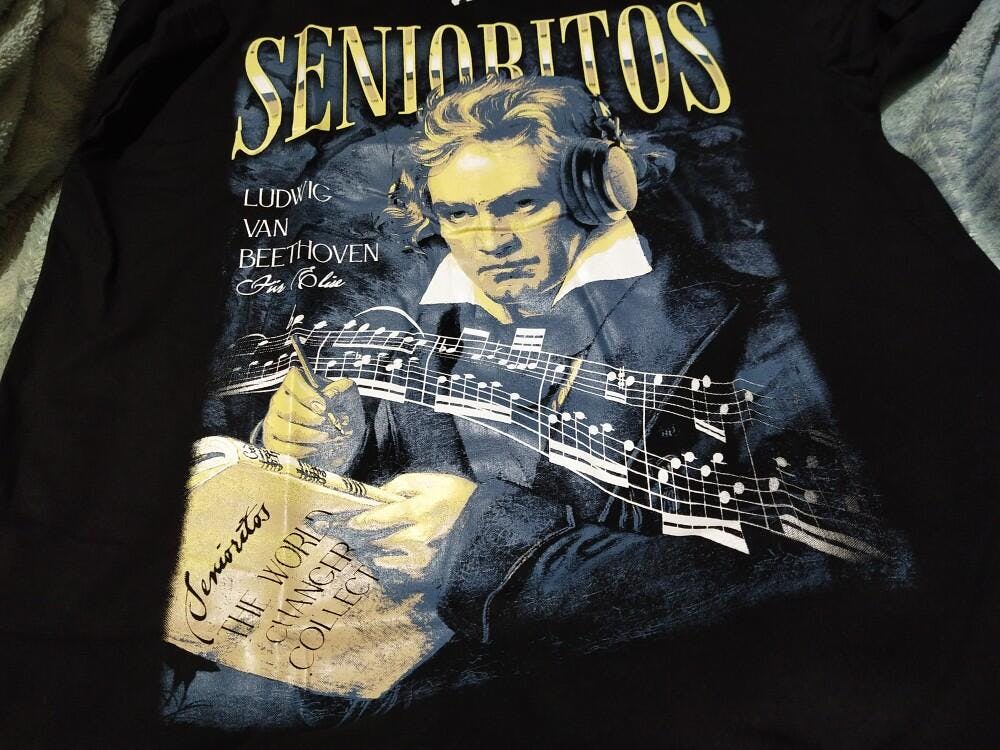 SENIORITOS
LUDWIG
VAN
BEETHOVEN
Für Elise
Senioritos
THE WORLD
CHANGER
COLLECT